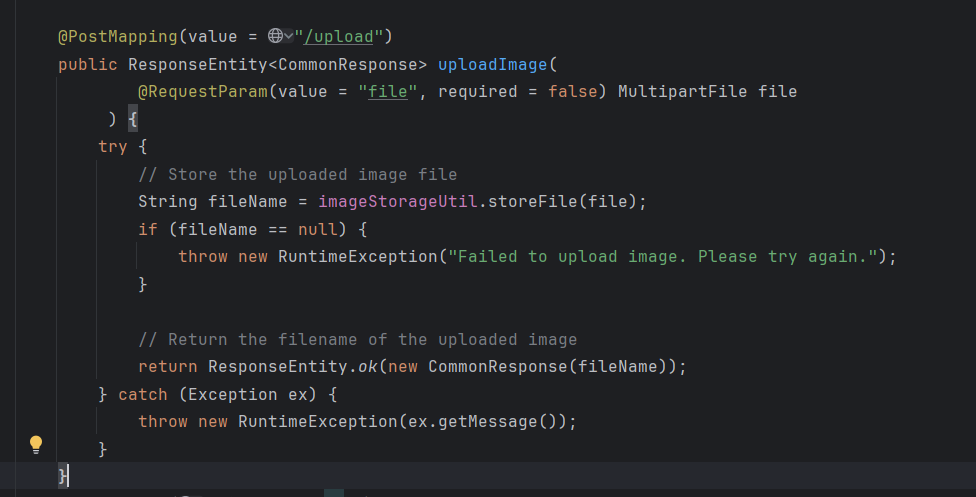 @PostMapping(value = "/upload")
public ResponseEntity<CommonResponse> uploadImage(
        @RequestParam(value = "file", required = false) MultipartFile file
     ) {
    try {
        // Store the uploaded image file
        String fileName = imageStorageUtil.storeFile(file);
        if (fileName == null) {
            throw new RuntimeException("Failed to upload image. Please try again.");
        }
        // Return the filename of the uploaded image
        return ResponseEntity.ok(new CommonResponse(fileName));
    } catch (Exception ex) {
        throw new RuntimeException(ex.getMessage());
    }
}